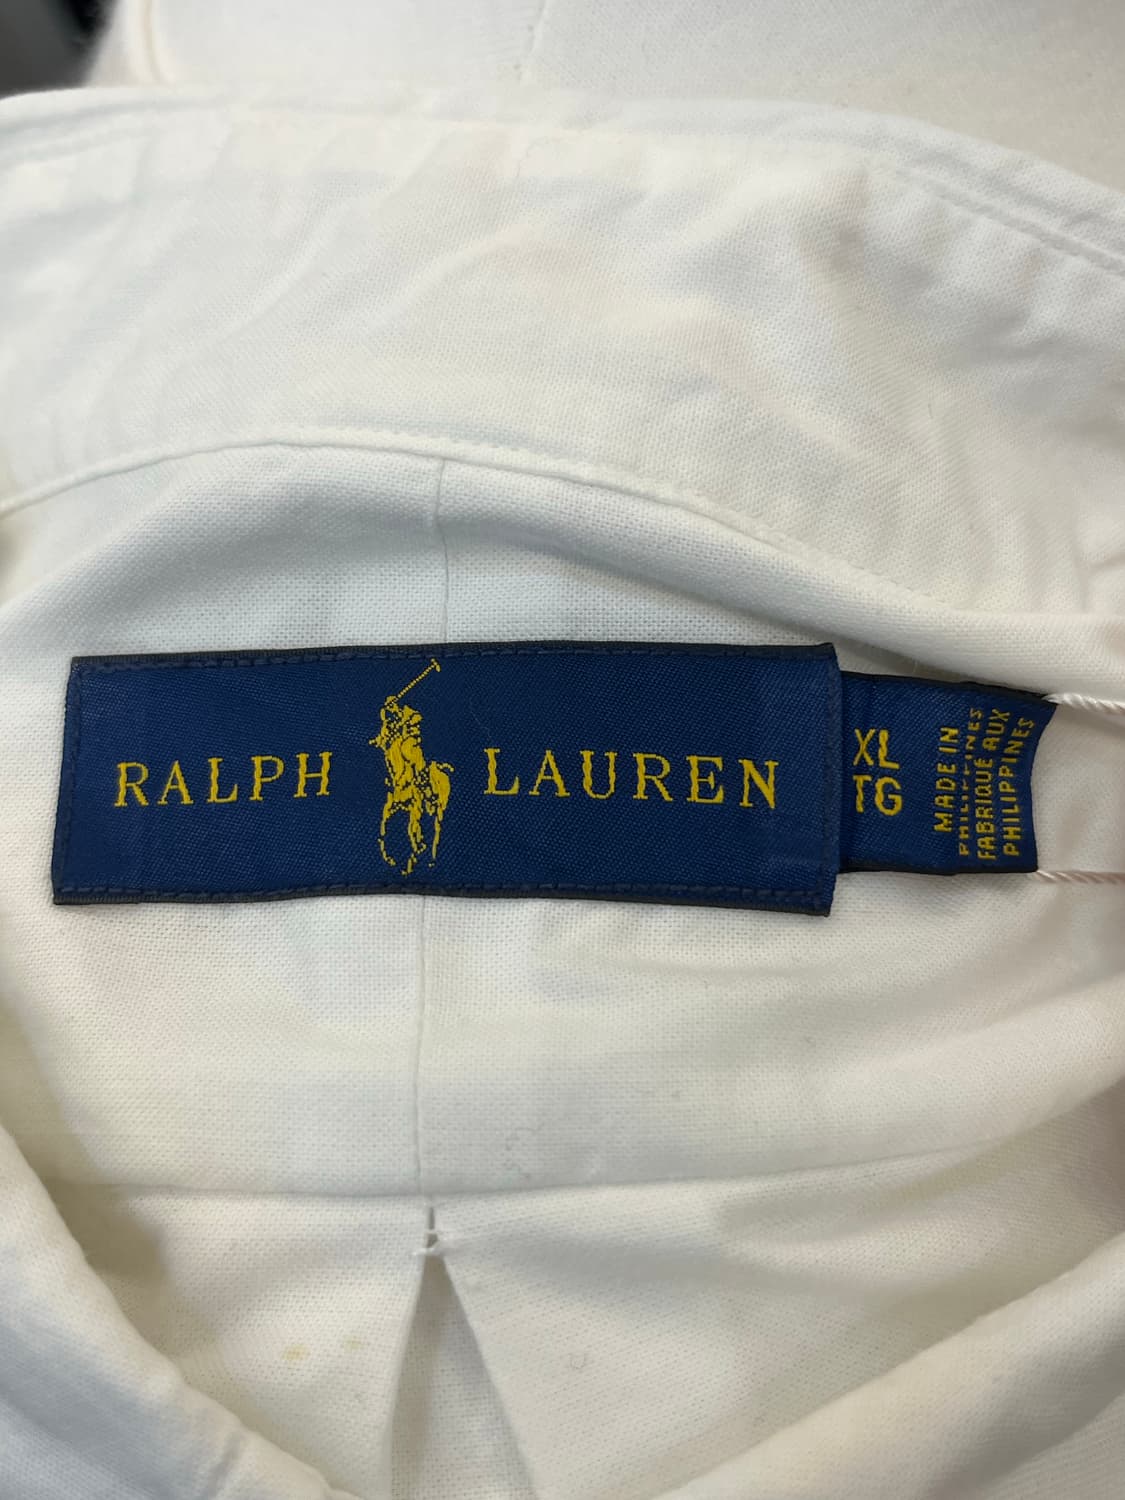 RALPH LAUREN
XL
TG
MADE IN
PHILIPPINES
FABRIQUÉ AUX
PHILIPPINES